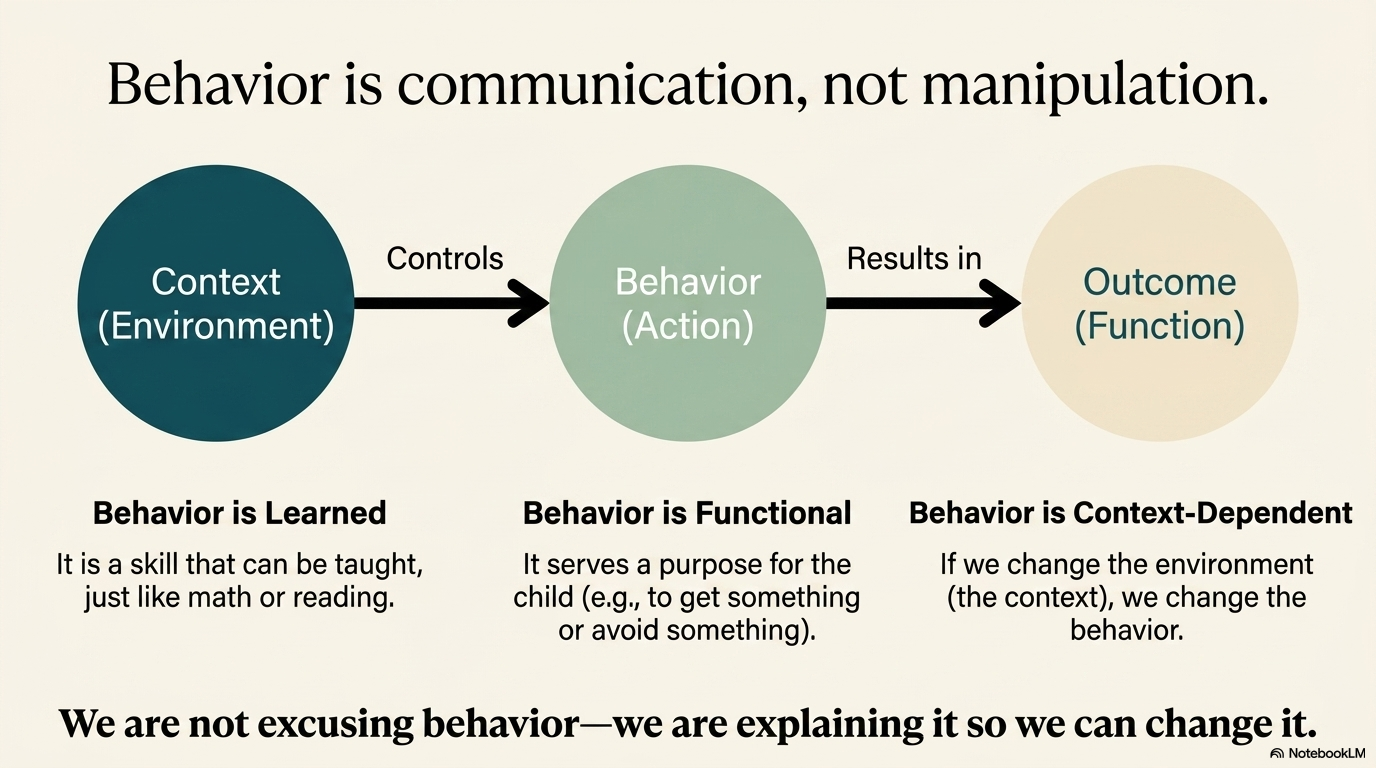 Behavior is communication, not manipulation.
Context
(Environment)
Controls
Behavior
(Action)
Results in
Outcome
(Function)
Behavior is Learned
It is a skill that can be taught,
just like math or reading.
Behavior is Functional
It serves a purpose for the
child (e.g., to get something
or avoid something).
Behavior is Context-Dependent
If we change the environment
(the context), we change the
behavior.
We are not excusing behavior—we are explaining it so we can change it.
NotebookLM